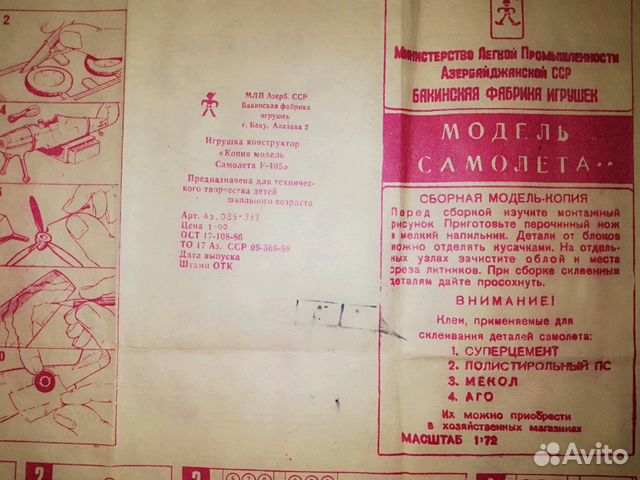 2
4
0
МЛП Азерб. ССР
Бакинская фабрика
игрушек
г. Баку, Алатава 2
Игрушка конструктор
«Копия модель
Самолета F-405»
Предназначена для техничес-
кого творчества детей
школьного возраста
Арт. Аз. 085-332
Цена 1-00
ОСТ 17-108-86
ТО 17 Аз. ССР 05-369-88
Дата выпуска
Штамп ОТК
Министерство Легкой Промышленности
Азербайджанской ССР
БАКИНСКАЯ ФАБРИКА ИГРУШЕК
МОДЕЛЬ
САМОЛЕТА
СБОРНАЯ МОДЕЛЬ-КОПИЯ
Перед сборкой изучите монтажный
рисунок Приготовьте перочинный нож
и мелкий напильник. Детали от блоков
можно отделять кусачками. На отдель-
ных узлах зачистите облой и места
среза литников. При сборке склеенным
деталям дайте просохнуть.
ВНИМАНИЕ!
Клеи, применяемые для
склеивания деталей самолета:
1. СУПЕРЦЕМЕНТ
2. ПОЛИСТИРОЛЬНЫЙ ПС
3. МЕКОЛ
4. АГО
Их можно приобрести
в хозяйственных магазинах
МАСШТАБ 1:72
2
3
Avito